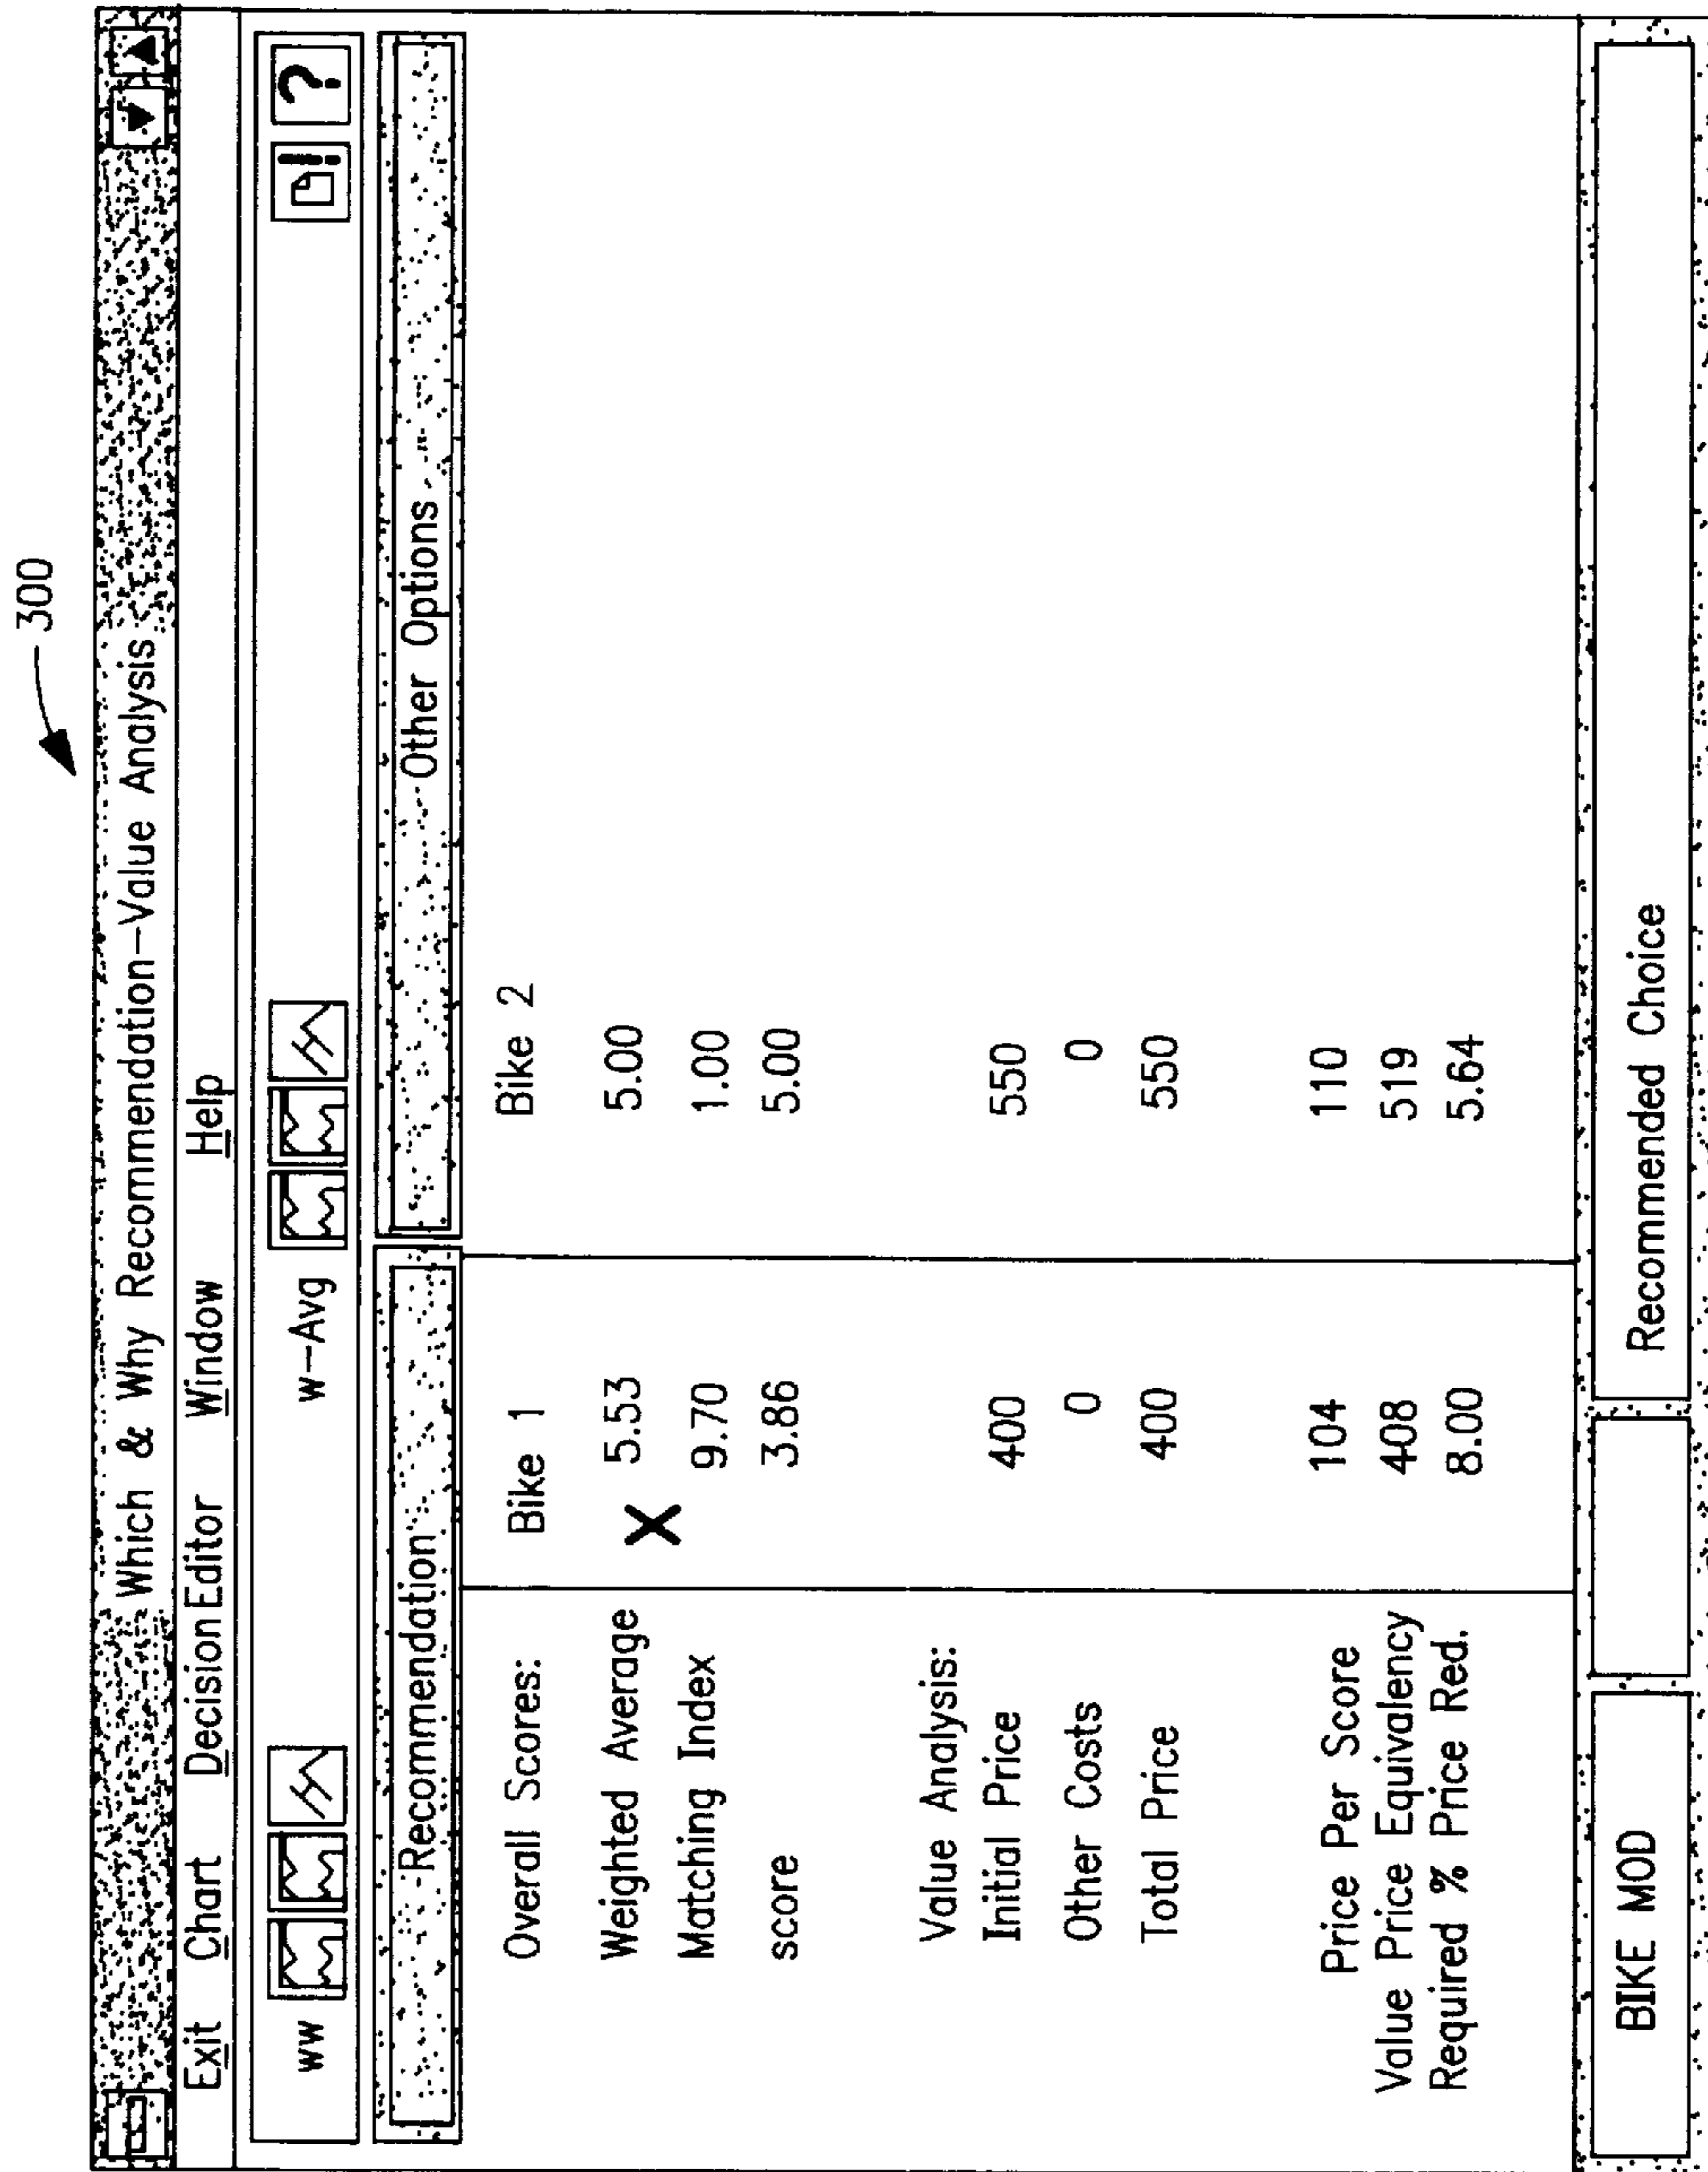 300
Which & Why Recommendation-Value Analysis
Exit Chart Decision Editor Window Help
ww w-Avg ?
Recommendation Other Options
Overall Scores: Bike 1 Bike 2
Weighted Average X 5.53 5.00
Matching Index 9.70 1.00
score 3.86 5.00
Value Analysis:
Initial Price 400 550
Other Costs 0 0
Total Price 400 550
Price Per Score 104 110
Value Price Equivalency 408 519
Required % Price Red. 8.00 5.64
BIKE MOD Recommended Choice